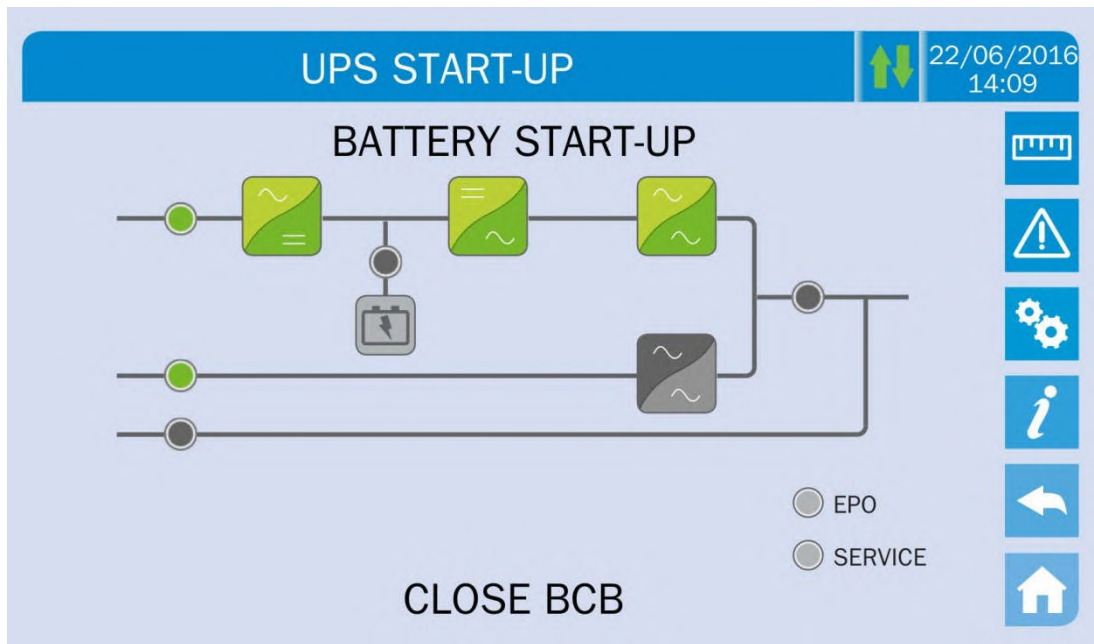 UPS START-UP
22/06/2016
14:09
BATTERY START-UP
EPO
SERVICE
CLOSE BCB